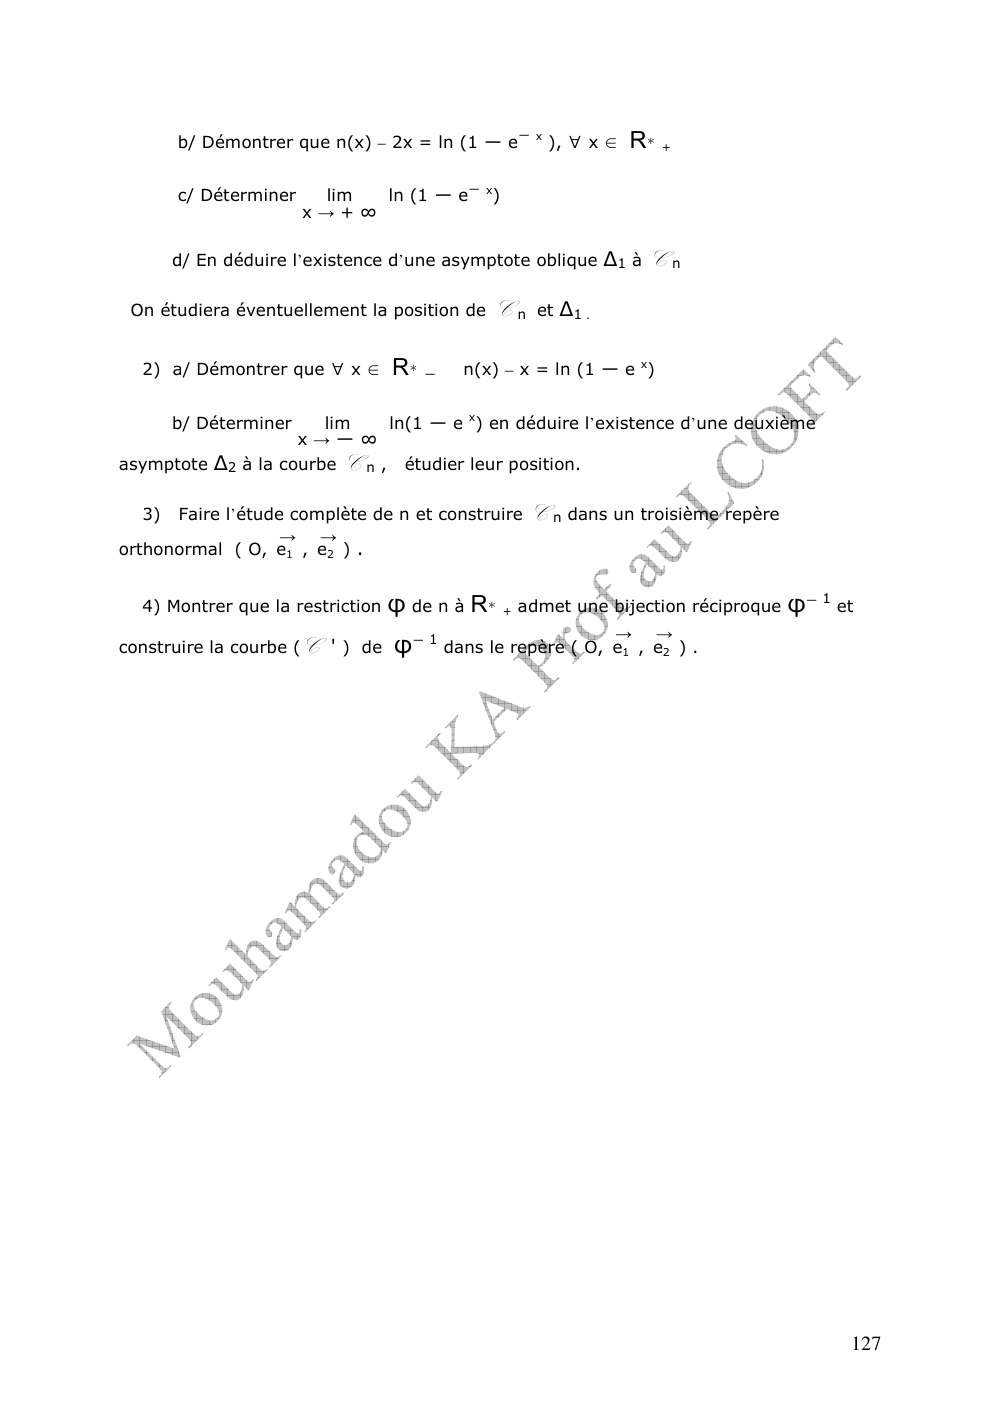 b/ Démontrer que n(x) – 2x = ln (1 — e⁻ ˣ ), ∀ x ∈ R* ₊
c/ Déterminer lim ln (1 — e⁻ ˣ)
x → + ∞
d/ En déduire l'existence d'une asymptote oblique Δ₁ à 𝒞 n
On étudiera éventuellement la position de 𝒞 n et Δ₁ .
2) a/ Démontrer que ∀ x ∈ R* ₋ n(x) – x = ln (1 — e ˣ)
b/ Déterminer lim ln(1 — e ˣ) en déduire l'existence d'une deuxième
x → — ∞
asymptote Δ₂ à la courbe 𝒞 n , étudier leur position.
3) Faire l'étude complète de n et construire 𝒞 n dans un troisième repère
orthonormal ( O, e₁→ , e₂→ ) .
4) Montrer que la restriction φ de n à R* ₊ admet une bijection réciproque φ⁻ ¹ et
construire la courbe ( 𝒞 ' ) de φ⁻ ¹ dans le repère ( O, e₁→ , e₂→ ) .
Mouhamadou KA Prof au LCOFT
127